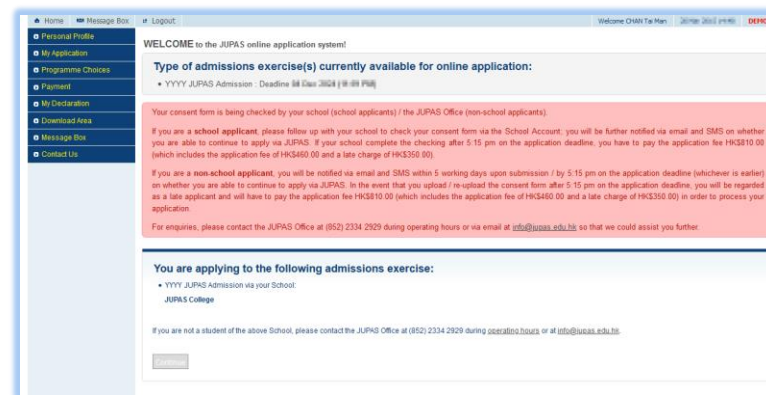 Home Message Box Logout Welcome CHAN Tai Man DEMO
Personal Profile
My Application
Programme Choices
Payment
My Declaration
Download Area
Message Box
Contact Us
WELCOME to the JUPAS online application system!
Type of admissions exercise(s) currently available for online application:
YYYY JUPAS Admission : Deadline
Your consent form is being checked by your school (school applicants) / the JUPAS Office (non-school applicants).
If you are a school applicant, please follow up with your school to check your consent form via the School Account; you will be further notified via email and SMS on whether
you are able to continue to apply via JUPAS. If your school complete the checking after 5:15 pm on the application deadline, you have to pay the application fee HK$810.00
(which includes the application fee of HK$460.00 and a late charge of HK$350.00).
If you are a non-school applicant, you will be notified via email and SMS within 5 working days upon submission / by 5:15 pm on the application deadline (whichever is earlier)
on whether you are able to continue to apply via JUPAS. In the event that you upload / re-upload the consent form after 5:15 pm on the application deadline, you will be regarded
as a late applicant and will have to pay the application fee HK$810.00 (which includes the application fee of HK$460.00 and a late charge of HK$350.00) in order to process your
application.
For enquiries, please contact the JUPAS Office at (852) 2334 2929 during operating hours or via email at info@jupas.edu.hk so that we could assist you further.
You are applying to the following admissions exercise:
YYYY JUPAS Admission via your School:
JUPAS College
If you are not a student of the above School, please contact the JUPAS Office at (852) 2334 2929 during operating hours or at info@jupas.edu.hk.
Continue